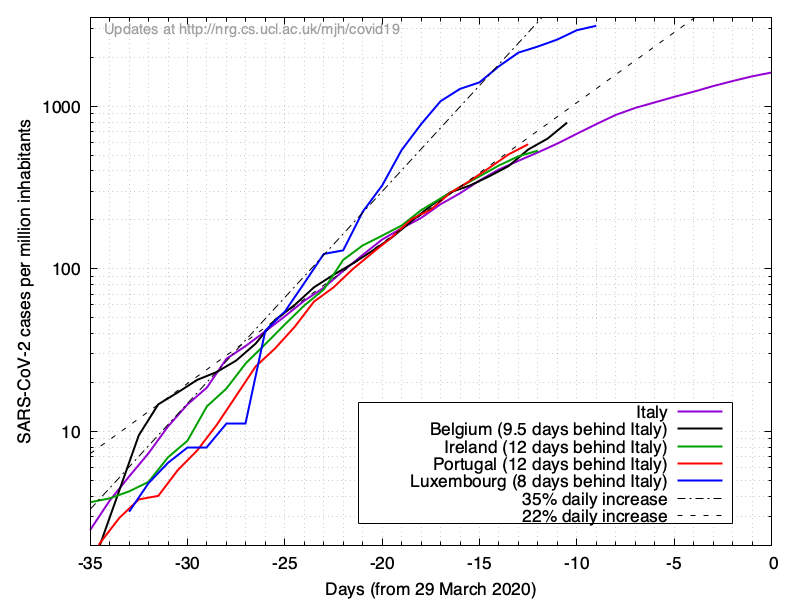 Updates at http://nrg.cs.ucl.ac.uk/mjh/covid19
SARS-CoV-2 cases per million inhabitants
1000
100
10
Italy
Belgium (9.5 days behind Italy)
Ireland (12 days behind Italy)
Portugal (12 days behind Italy)
Luxembourg (8 days behind Italy)
35% daily increase
22% daily increase
-35 -30 -25 -20 -15 -10 -5 0
Days (from 29 March 2020)